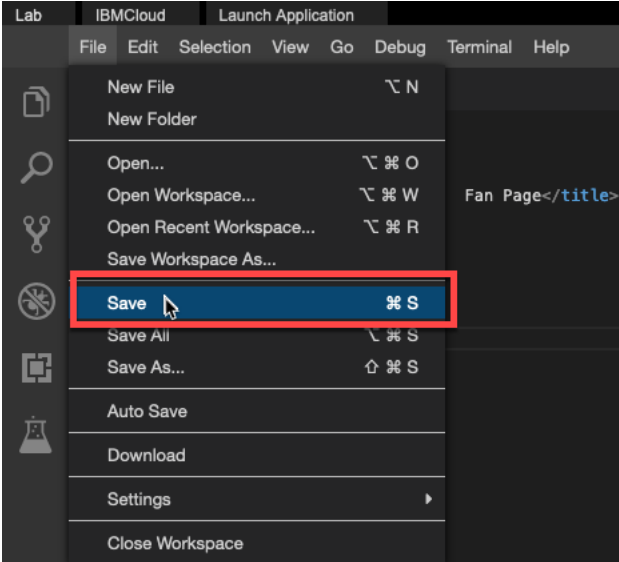 Lab IBMCloud Launch Application
File Edit Selection View Go Debug Terminal Help
New File ⌥ N
New Folder
Open... ⌥ ⌘ O
Open Workspace... ⌥ ⌘ W
Fan Page</title>
Open Recent Workspace... ⌥ ⌘ R
Save Workspace As...
Save ⌘ S
Save All ⌥ ⌘ S
Save As... ⇧ ⌘ S
Auto Save
Download
Settings
Close Workspace